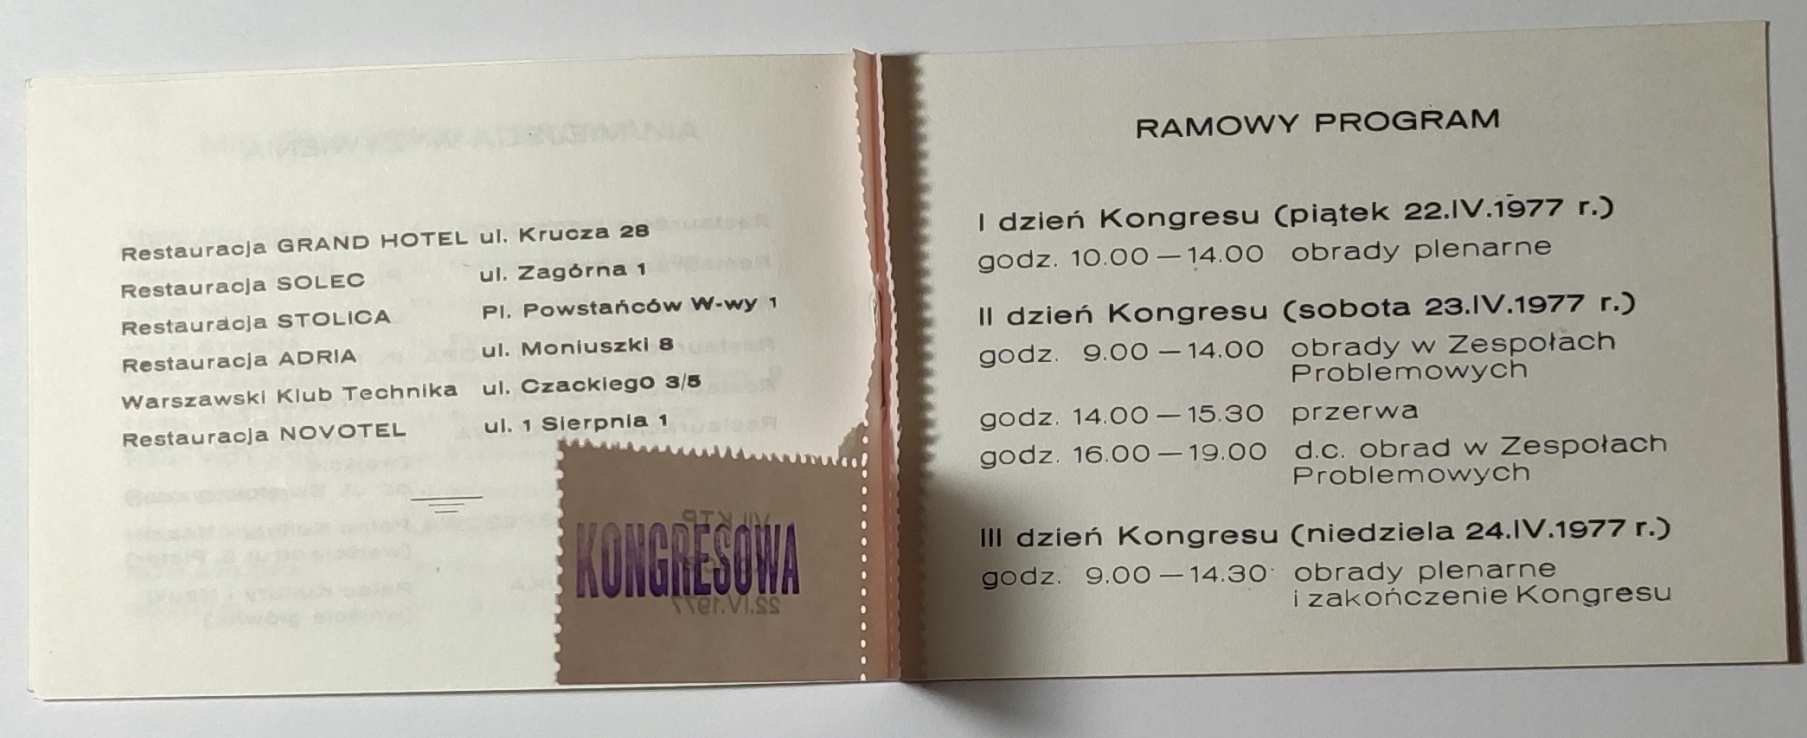 Restauracja GRAND HOTEL ul. Krucza 28
Restauracja SOLEC ul. Zagórna 1
Restauracja STOLICA Pl. Powstańców W-wy 1
Restauracja ADRIA ul. Moniuszki 8
Warszawski Klub Technika ul. Czackiego 3/5
Restauracja NOVOTEL ul. 1 Sierpnia 1
VII KTP
KONGRESOWA
22.IV.1977
RAMOWY PROGRAM
I dzień Kongresu (piątek 22.IV.1977 r.)
godz. 10.00 — 14.00 obrady plenarne
II dzień Kongresu (sobota 23.IV.1977 r.)
godz. 9.00 — 14.00 obrady w Zespołach
Problemowych
godz. 14.00 — 15.30 przerwa
godz. 16.00 — 19.00 d.c. obrad w Zespołach
Problemowych
III dzień Kongresu (niedziela 24.IV.1977 r.)
godz. 9.00 — 14.30 obrady plenarne
i zakończenie Kongresu